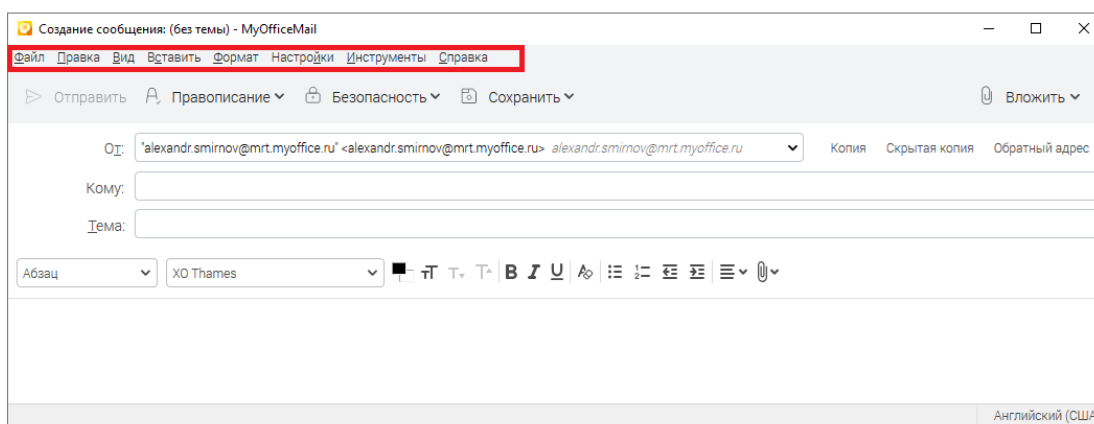 Создание сообщения: (без темы) - MyOfficeMail
Файл Правка Вид Вставить Формат Настройки Инструменты Справка
Отправить Правописание Безопасность Сохранить Вложить
От: "alexandr.smirnov@mrt.myoffice.ru" <alexandr.smirnov@mrt.myoffice.ru> alexandr.smirnov@mrt.myoffice.ru Копия Скрытая копия Обратный адрес
Кому:
Тема:
Абзац XO Thames
Английский (США